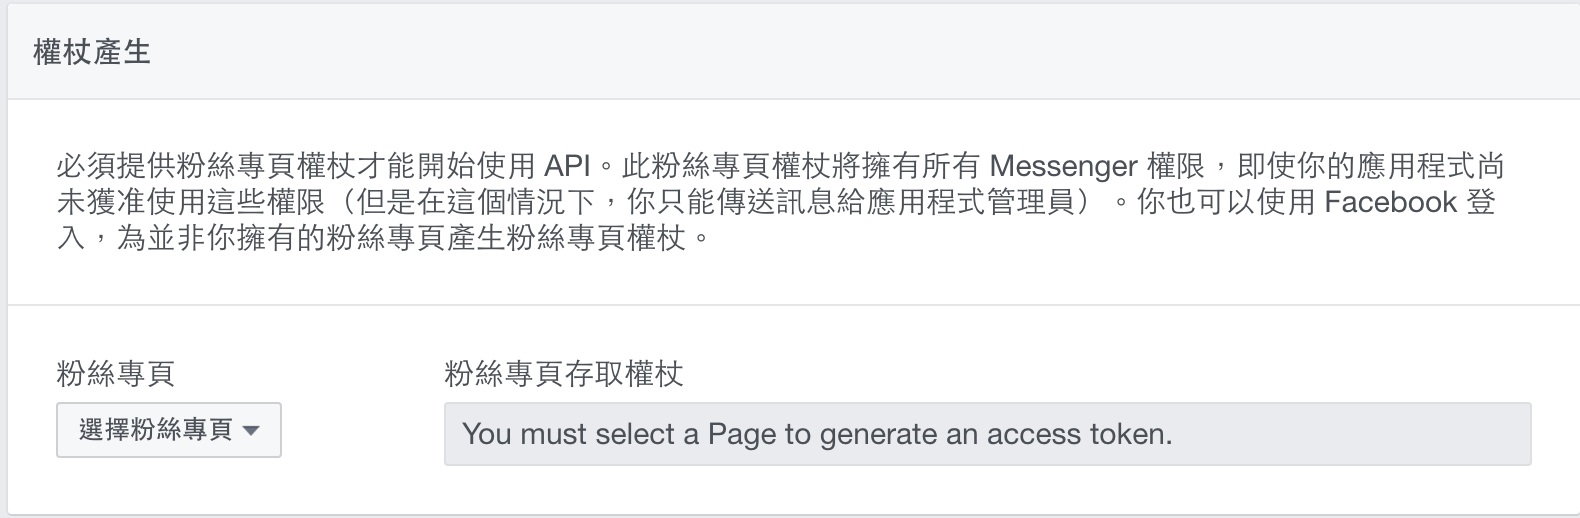 權杖產生
必須提供粉絲專頁權杖才能開始使用 API。此粉絲專頁權杖將擁有所有 Messenger 權限，即使你的應用程式尚
未獲准使用這些權限（但是在這個情況下，你只能傳送訊息給應用程式管理員）。你也可以使用 Facebook 登
入，為並非你擁有的粉絲專頁產生粉絲專頁權杖。
粉絲專頁
粉絲專頁存取權杖
選擇粉絲專頁
You must select a Page to generate an access token.